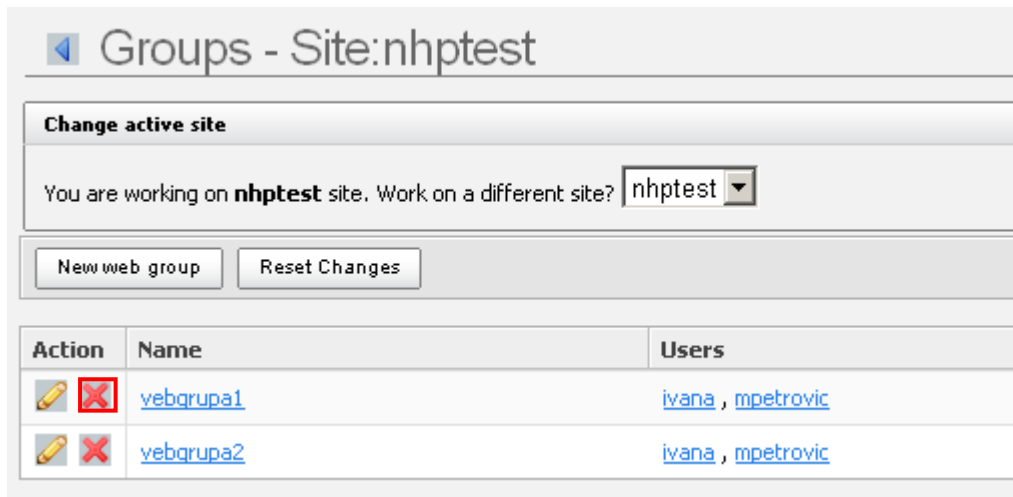 Groups - Site:nhptest
Change active site
You are working on nhptest site. Work on a different site? nhptest
New web group Reset Changes
Action Name Users
vebgrupa1 ivana , mpetrovic
vebgrupa2 ivana , mpetrovic